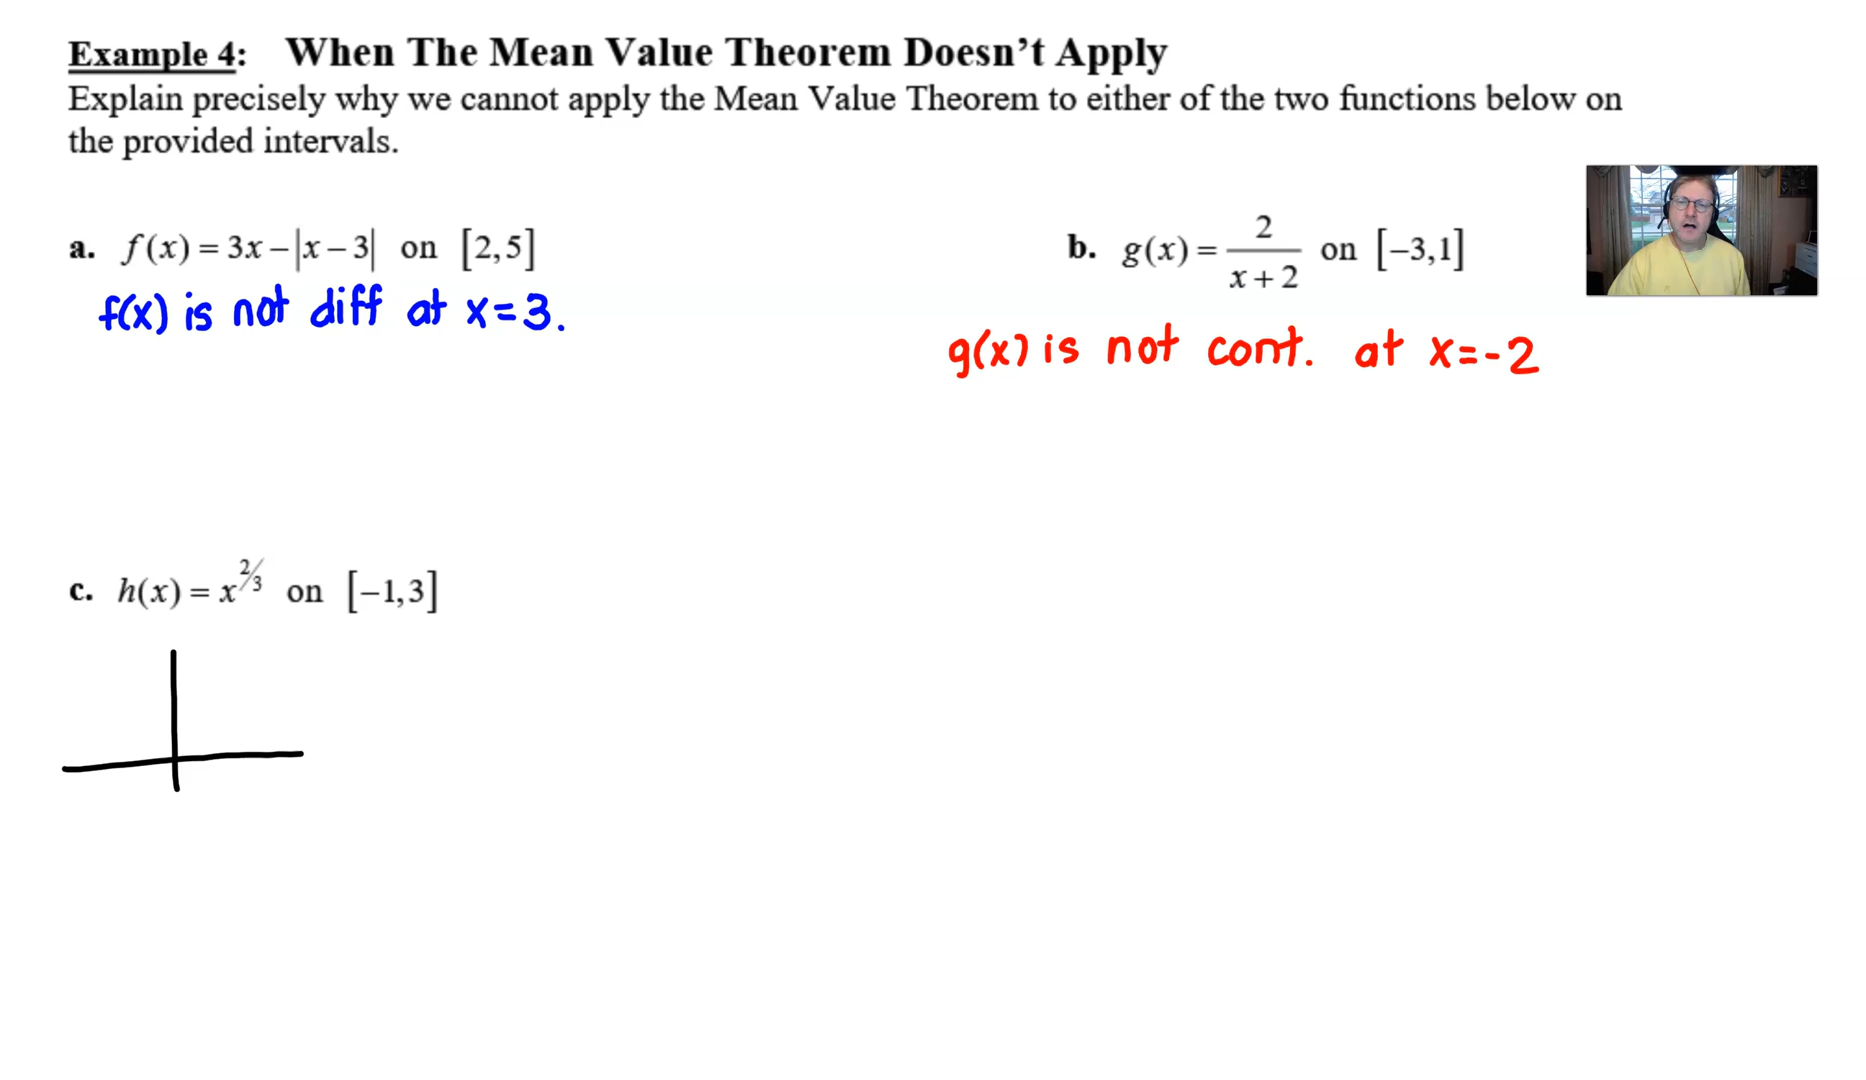 Example 4: When The Mean Value Theorem Doesn’t Apply
Explain precisely why we cannot apply the Mean Value Theorem to either of the two functions below on
the provided intervals.
a. f(x) = 3x − |x − 3| on [2,5]
f(x) is not diff at x=3.
b. g(x) = 2/(x + 2) on [−3,1]
g(x) is not cont. at x=-2
c. h(x) = x^(2/3) on [−1,3]